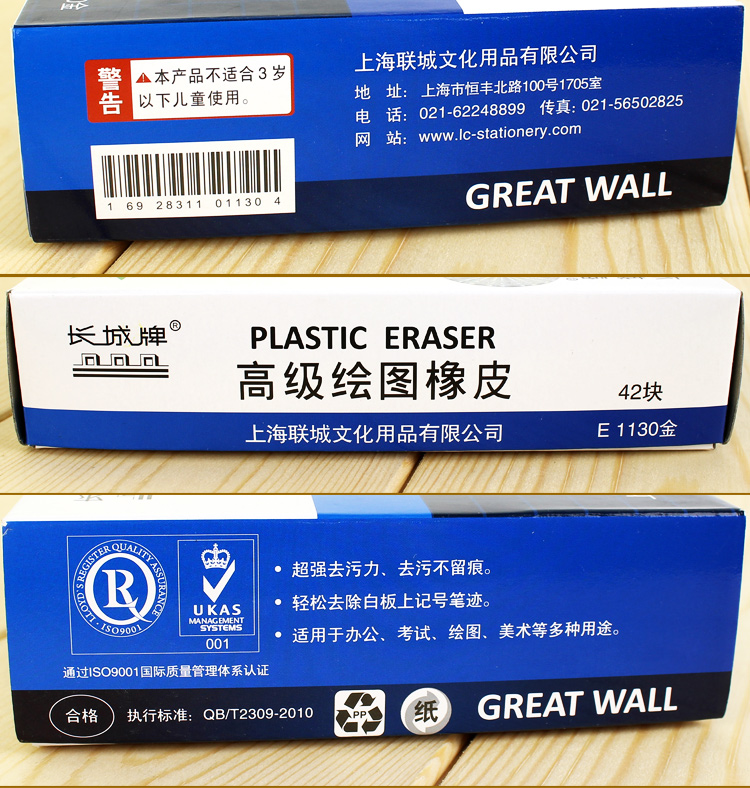 金
警告
⚠本产品不适合3岁
以下儿童使用。
上海联城文化用品有限公司
地 址: 上海市恒丰北路100号1705室
电 话: 021-62248899 传真: 021-56502825
网 站: www.lc-stationery.com
1 69 28311 01130 4
GREAT WALL
长城牌®
PLASTIC ERASER
高级绘图橡皮
42块
上海联城文化用品有限公司
E 1130金
LLOYD'S REGISTER QUALITY ASSURANCE
R
· ISO9001 ·
UKAS
MANAGEMENT
SYSTEMS
001
• 超强去污力、去污不留痕。
• 轻松去除白板上记号笔迹。
• 适用于办公、考试、绘图、美术等多种用途。
通过ISO9001国际质量管理体系认证
合格
执行标准: QB/T2309-2010
PP
纸
GREAT WALL